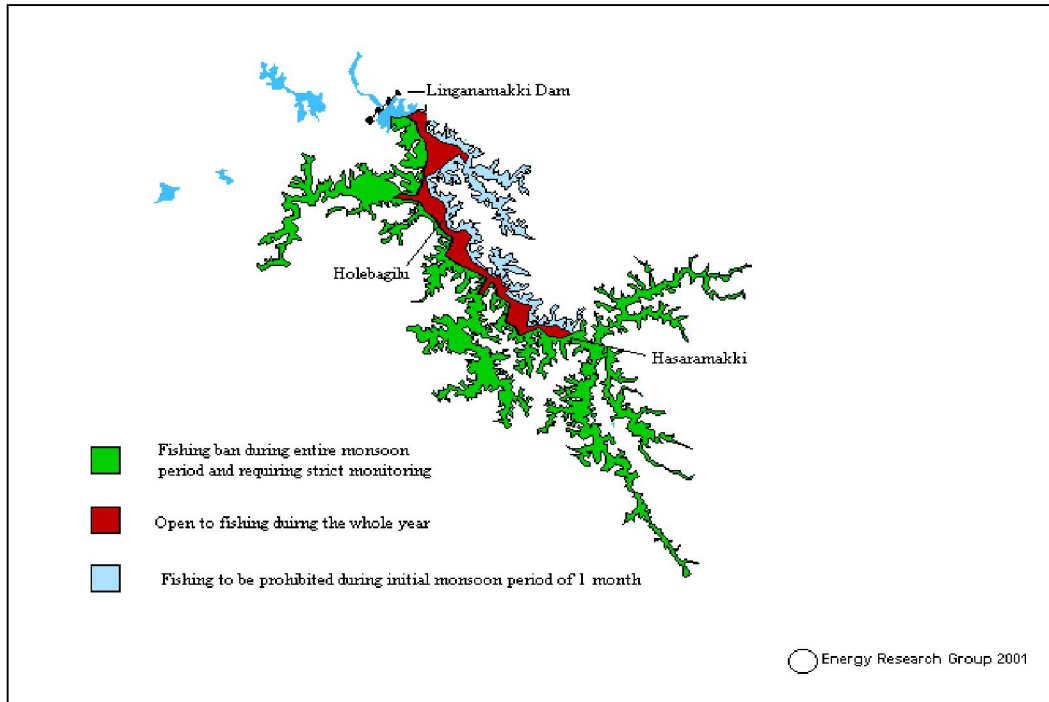 Linganamakki Dam
Holebagilu
Hasaramakki
Fishing ban during entire monsoon
period and requiring strict monitoring
Open to fishing duirng the whole year
Fishing to be prohibited during initial monsoon period of 1 month
Energy Research Group 2001